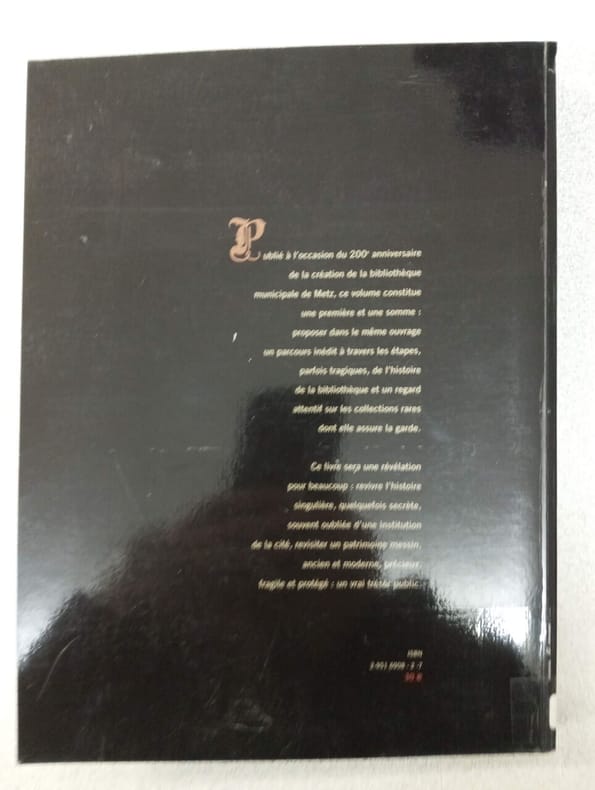 Publié à l'occasion du 200e anniversaire
de la création de la bibliothèque
municipale de Metz, ce volume constitue
une première et une somme :
proposer dans le même ouvrage
un parcours inédit à travers les étapes,
parfois tragiques, de l'histoire
de la bibliothèque et un regard
attentif sur les collections rares
dont elle assure la garde.
Ce livre sera une révélation
pour beaucoup : revivre l'histoire
singulière, quelquefois secrète,
souvent oubliée d'une institution
de la cité, revisiter un patrimoine messin,
ancien et moderne, précieux,
fragile et protégé : un vrai trésor public.
ISBN